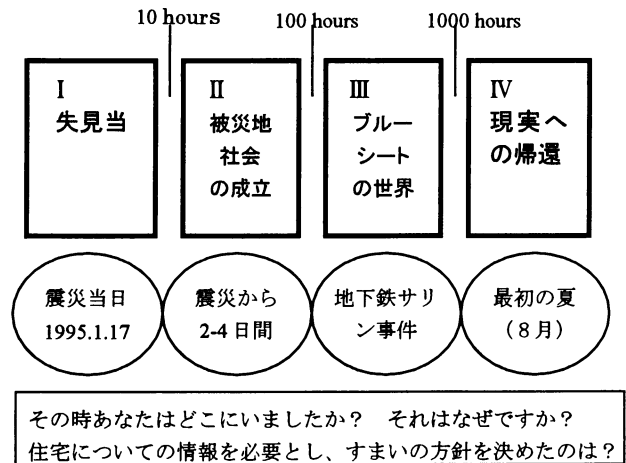 10 hours
100 hours
1000 hours
Ⅰ
失見当
Ⅱ
被災地
社会
の成立
Ⅲ
ブルー
シート
の世界
Ⅳ
現実へ
の帰還
震災当日
1995.1.17
震災から
2-4 日間
地下鉄サリ
ン事件
最初の夏
（８月）
その時あなたはどこにいましたか？　それはなぜですか？
住宅についての情報を必要とし、すまいの方針を決めたのは？